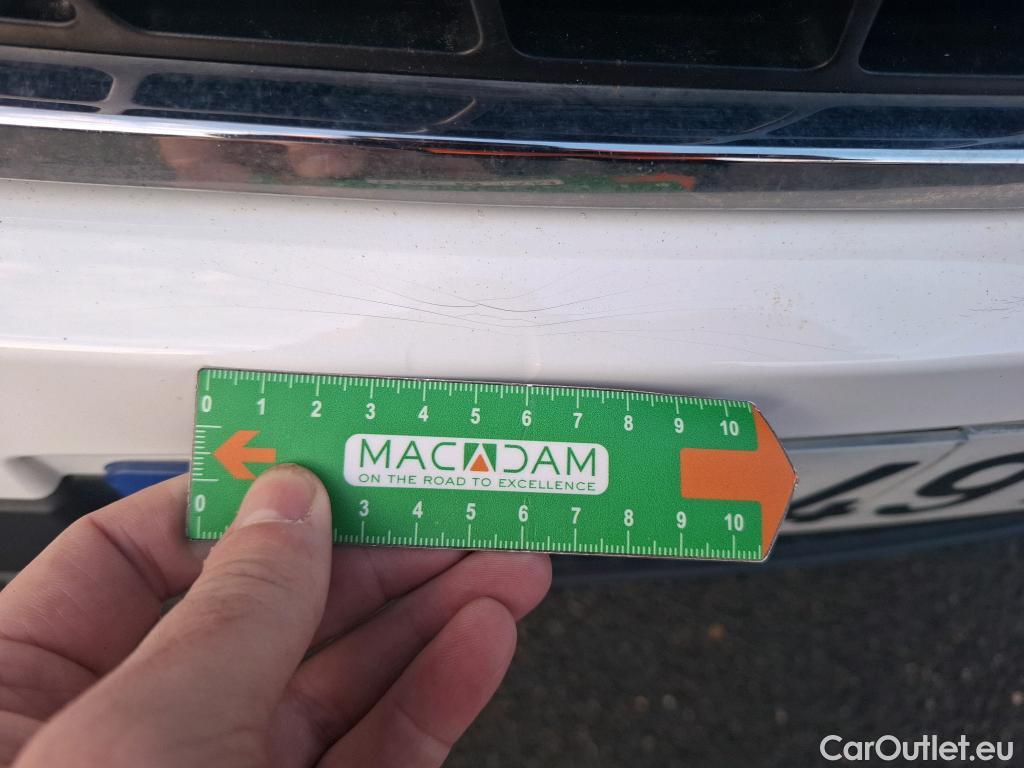 0 1 2 3 4 5 6 7 8 9 10
MACADAM
ON THE ROAD TO EXCELLENCE
0 3 4 5 6 7 8 9 10
49
CarOutlet.eu